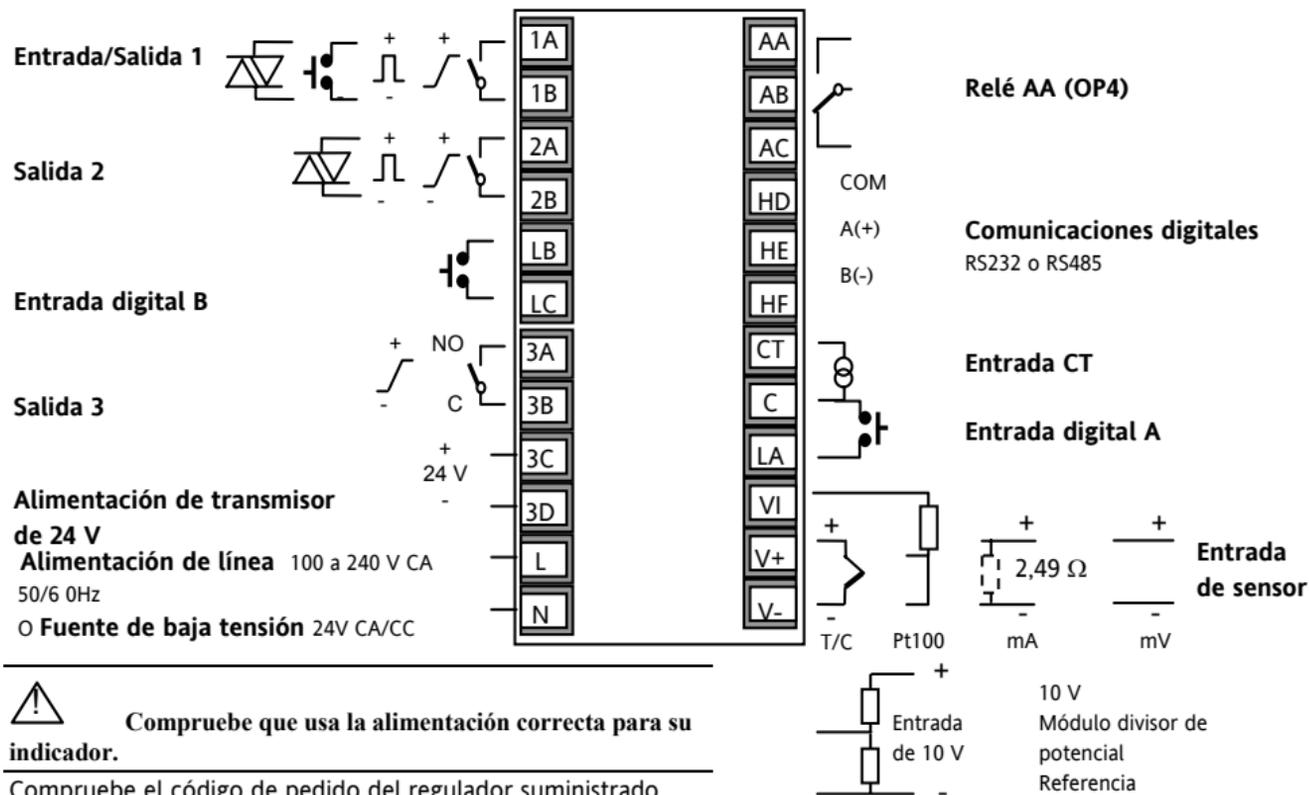 Entrada/Salida 1
+
-
+
-
Salida 2
+
-
+
-
Entrada digital B
Salida 3
+
-
NO
C
+
24 V
-
Alimentación de transmisor
de 24 V
Alimentación de línea 100 a 240 V CA
50/6 0Hz
O Fuente de baja tensión 24V CA/CC
1A
1B
2A
2B
LB
LC
3A
3B
3C
3D
L
N
AA
AB
AC
HD
HE
HF
CT
C
LA
VI
V+
V-
Relé AA (OP4)
COM
A(+)
B(-)
Comunicaciones digitales
RS232 o RS485
Entrada CT
Entrada digital A
+
-
T/C
Pt100
+
2,49 Ω
-
mA
+
-
mV
Entrada
de sensor
+
Entrada
de 10 V
-
10 V
Módulo divisor de
potencial
Referencia
! Compruebe que usa la alimentación correcta para su
indicador.
Compruebe el código de pedido del regulador suministrado